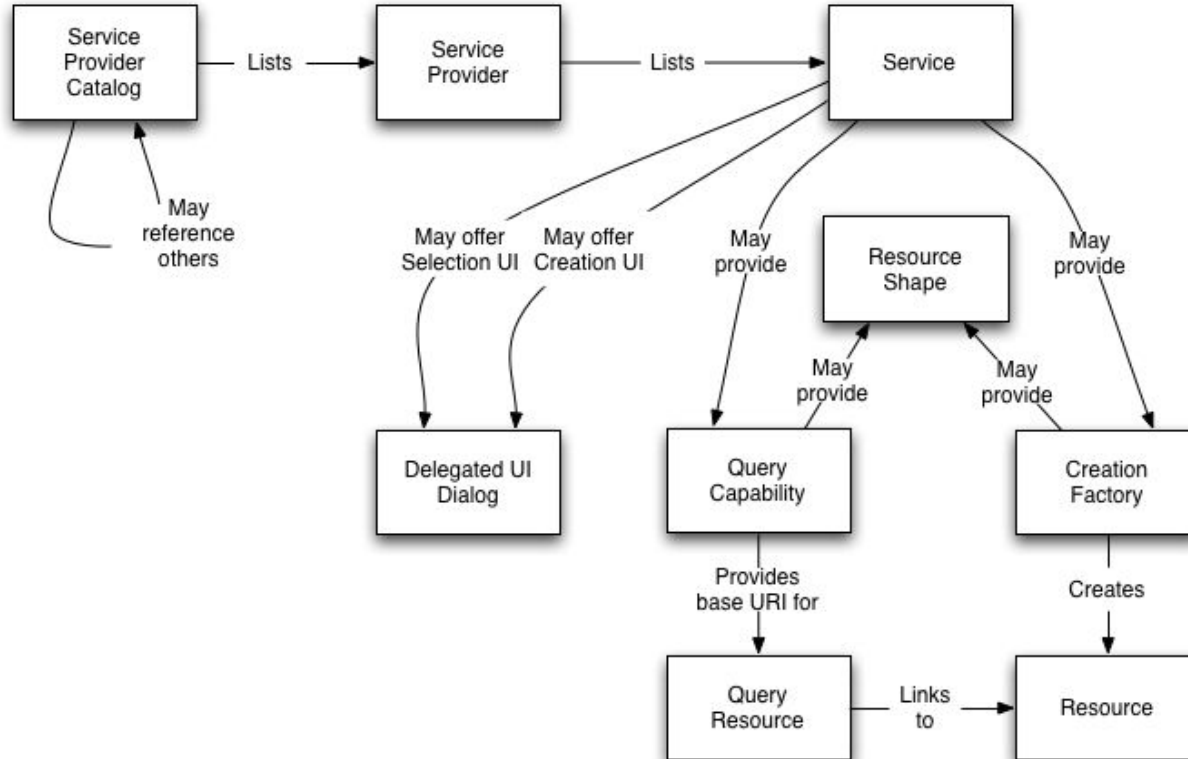 Service
Provider
Catalog
Lists
Service
Provider
Lists
Service
May
reference
others
May offer
Selection UI
May offer
Creation UI
May
provide
Resource
Shape
May
provide
May
provide
May
provide
Delegated UI
Dialog
Query
Capability
Creation
Factory
Provides
base URI for
Creates
Query
Resource
Links
to
Resource